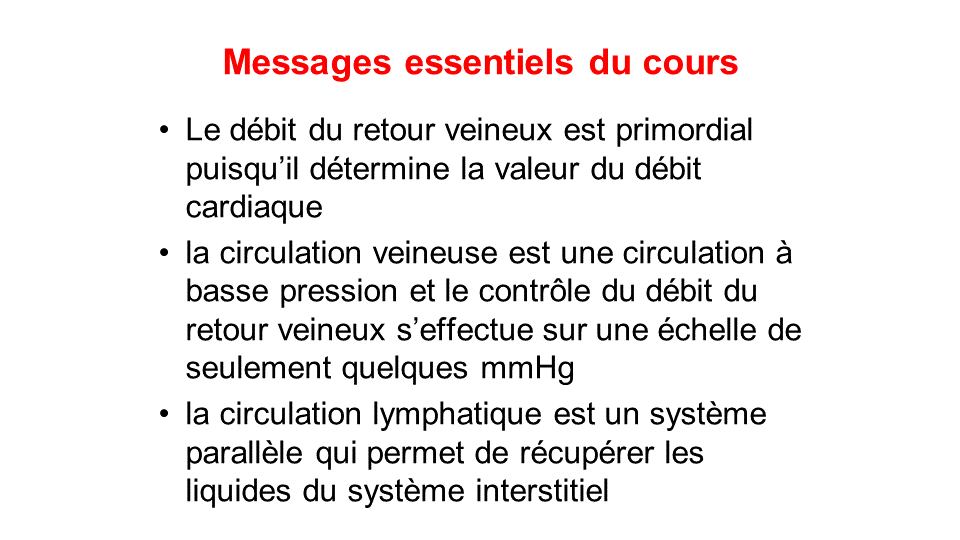 Messages essentiels du cours
• Le débit du retour veineux est primordial
puisqu’il détermine la valeur du débit
cardiaque
• la circulation veineuse est une circulation à
basse pression et le contrôle du débit du
retour veineux s’effectue sur une échelle de
seulement quelques mmHg
• la circulation lymphatique est un système
parallèle qui permet de récupérer les
liquides du système interstitiel